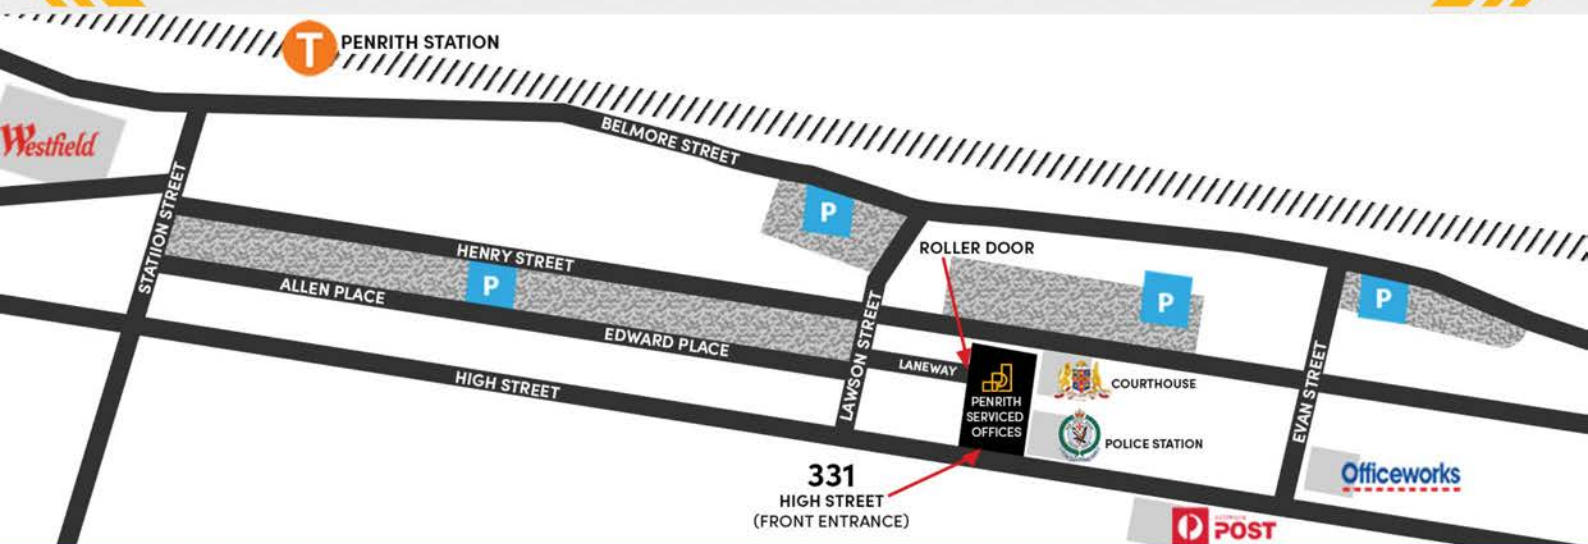 T
PENRITH STATION
BELMORE STREET
Westfield
STATIION STREET
P
HENRY STREET
ROLLER DOOR
P
P
P
ALLEN PLACE
EDWARD PLACE
LAWSON STREET
LANEWAY
COURTHOUSE
HIGH STREET
PENRITH
SERVICED
OFFICES
EVAN STREET
POLICE STATION
331
HIGH STREET
(FRONT ENTRANCE)
Officeworks
POST